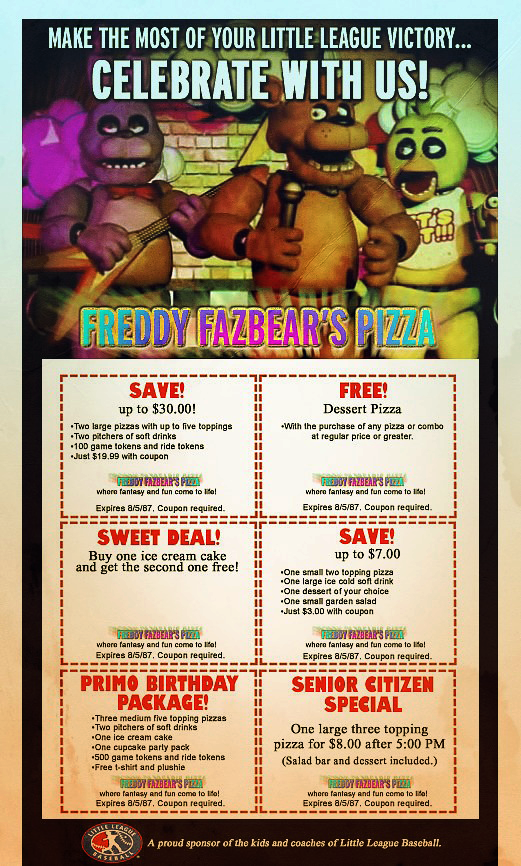 MAKE THE MOST OF YOUR LITTLE LEAGUE VICTORY...
CELEBRATE WITH US!
FREDDY FAZBEAR'S PIZZA
SAVE!
up to $30.00!
•Two large pizzas with up to five toppings
•Two pitchers of soft drinks
•100 game tokens and ride tokens
•Just $19.99 with coupon
FREDDY FAZBEAR'S PIZZA
where fantasy and fun come to life!
Expires 8/5/87. Coupon required.
FREE!
Dessert Pizza
•With the purchase of any pizza or combo
at regular price or greater.
FREDDY FAZBEAR'S PIZZA
where fantasy and fun come to life!
Expires 8/5/87. Coupon required.
SWEET DEAL!
Buy one ice cream cake
and get the second one free!
FREDDY FAZBEAR'S PIZZA
where fantasy and fun come to life!
Expires 8/5/87. Coupon required.
SAVE!
up to $7.00
•One small two topping pizza
•One large ice cold soft drink
•One dessert of your choice
•One small garden salad
•Just $3.00 with coupon
FREDDY FAZBEAR'S PIZZA
where fantasy and fun come to life!
Expires 8/5/87. Coupon required.
PRIMO BIRTHDAY
PACKAGE!
•Three medium five topping pizzas
•Two pitchers of soft drinks
•One ice cream cake
•One cupcake party pack
•500 game tokens and ride tokens
•Free t-shirt and plushie
FREDDY FAZBEAR'S PIZZA
where fantasy and fun come to life!
Expires 8/5/87. Coupon required.
SENIOR CITIZEN
SPECIAL
One large three topping
pizza for $8.00 after 5:00 PM
(Salad bar and dessert included.)
FREDDY FAZBEAR'S PIZZA
where fantasy and fun come to life!
Expires 8/5/87. Coupon required.
LITTLE LEAGUE
BASEBALL
A proud sponsor of the kids and coaches of Little League Baseball.